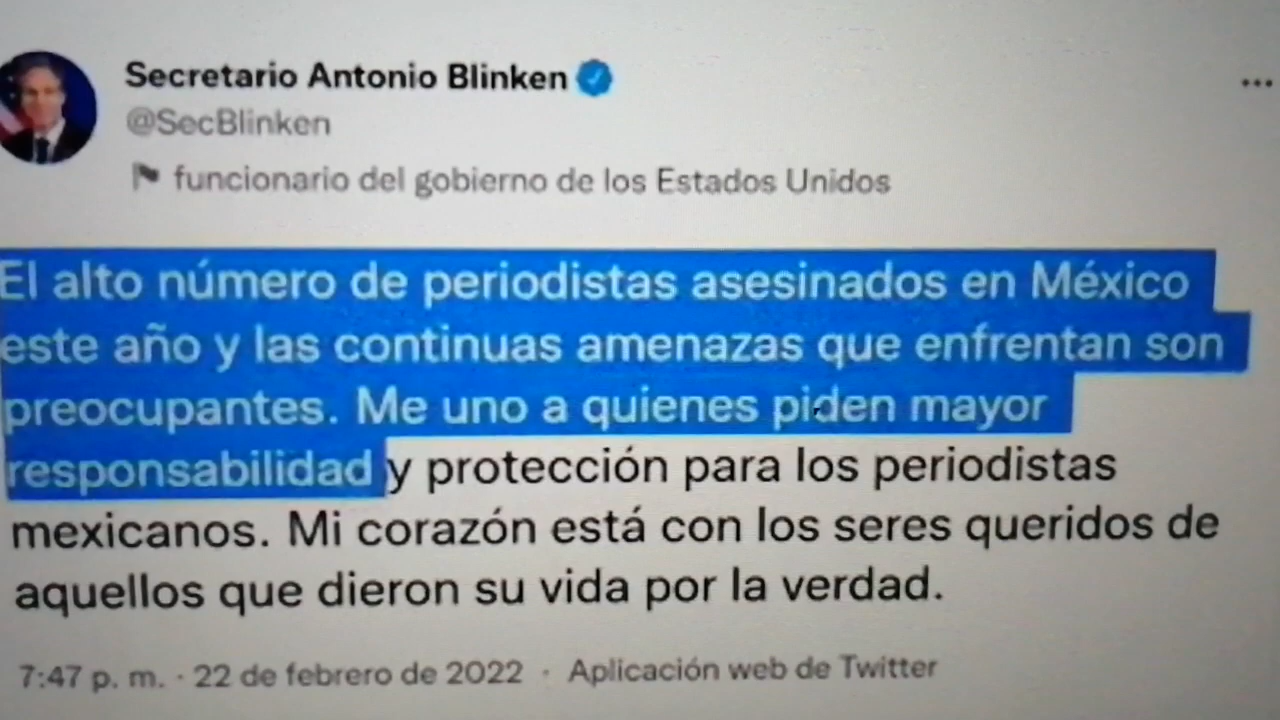 Secretario Antonio Blinken
@SecBlinken
funcionario del gobierno de los Estados Unidos
El alto número de periodistas asesinados en México
este año y las continuas amenazas que enfrentan son
preocupantes. Me uno a quienes piden mayor
responsabilidad y protección para los periodistas
mexicanos. Mi corazón está con los seres queridos de
aquellos que dieron su vida por la verdad.
7:47 p. m. · 22 de febrero de 2022 · Aplicación web de Twitter